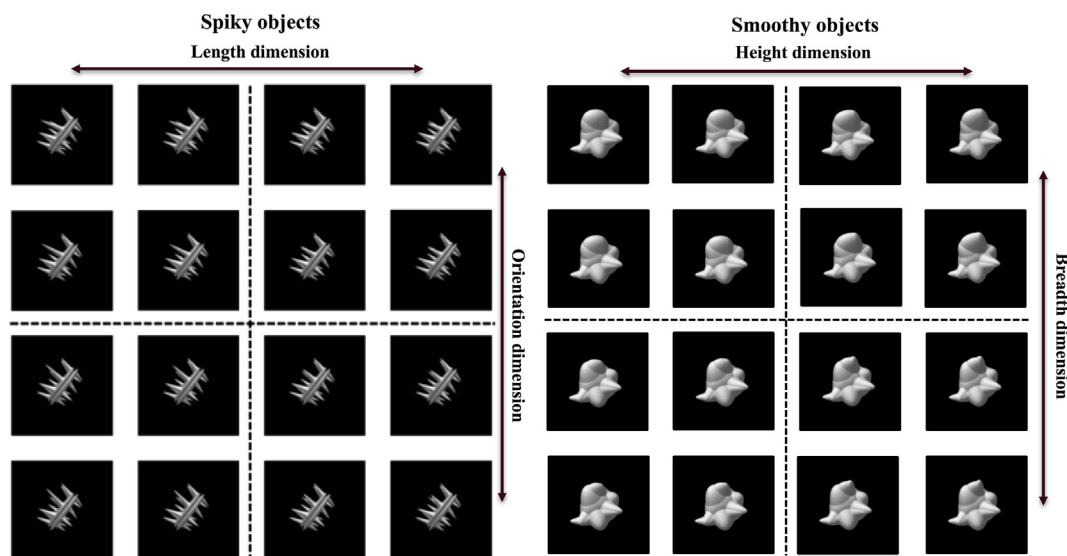 Spiky objects
Length dimension
Orientation dimension
Smoothy objects
Height dimension
Breadth dimension